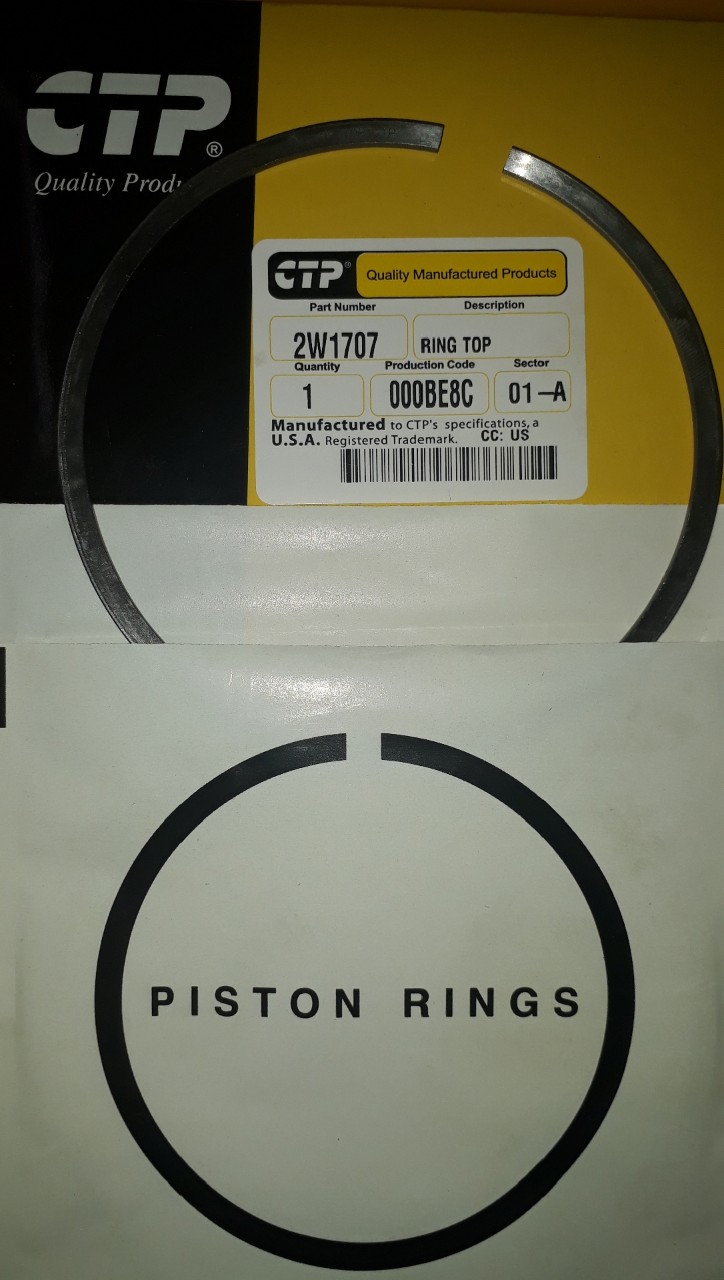 CTP®
Quality Produ
CTP® Quality Manufactured Products
Part Number Description
2W1707 RING TOP
Quantity Production Code Sector
1 000BE8C 01-A
Manufactured to CTP's specifications, a
U.S.A. Registered Trademark. CC: US
PISTON RINGS